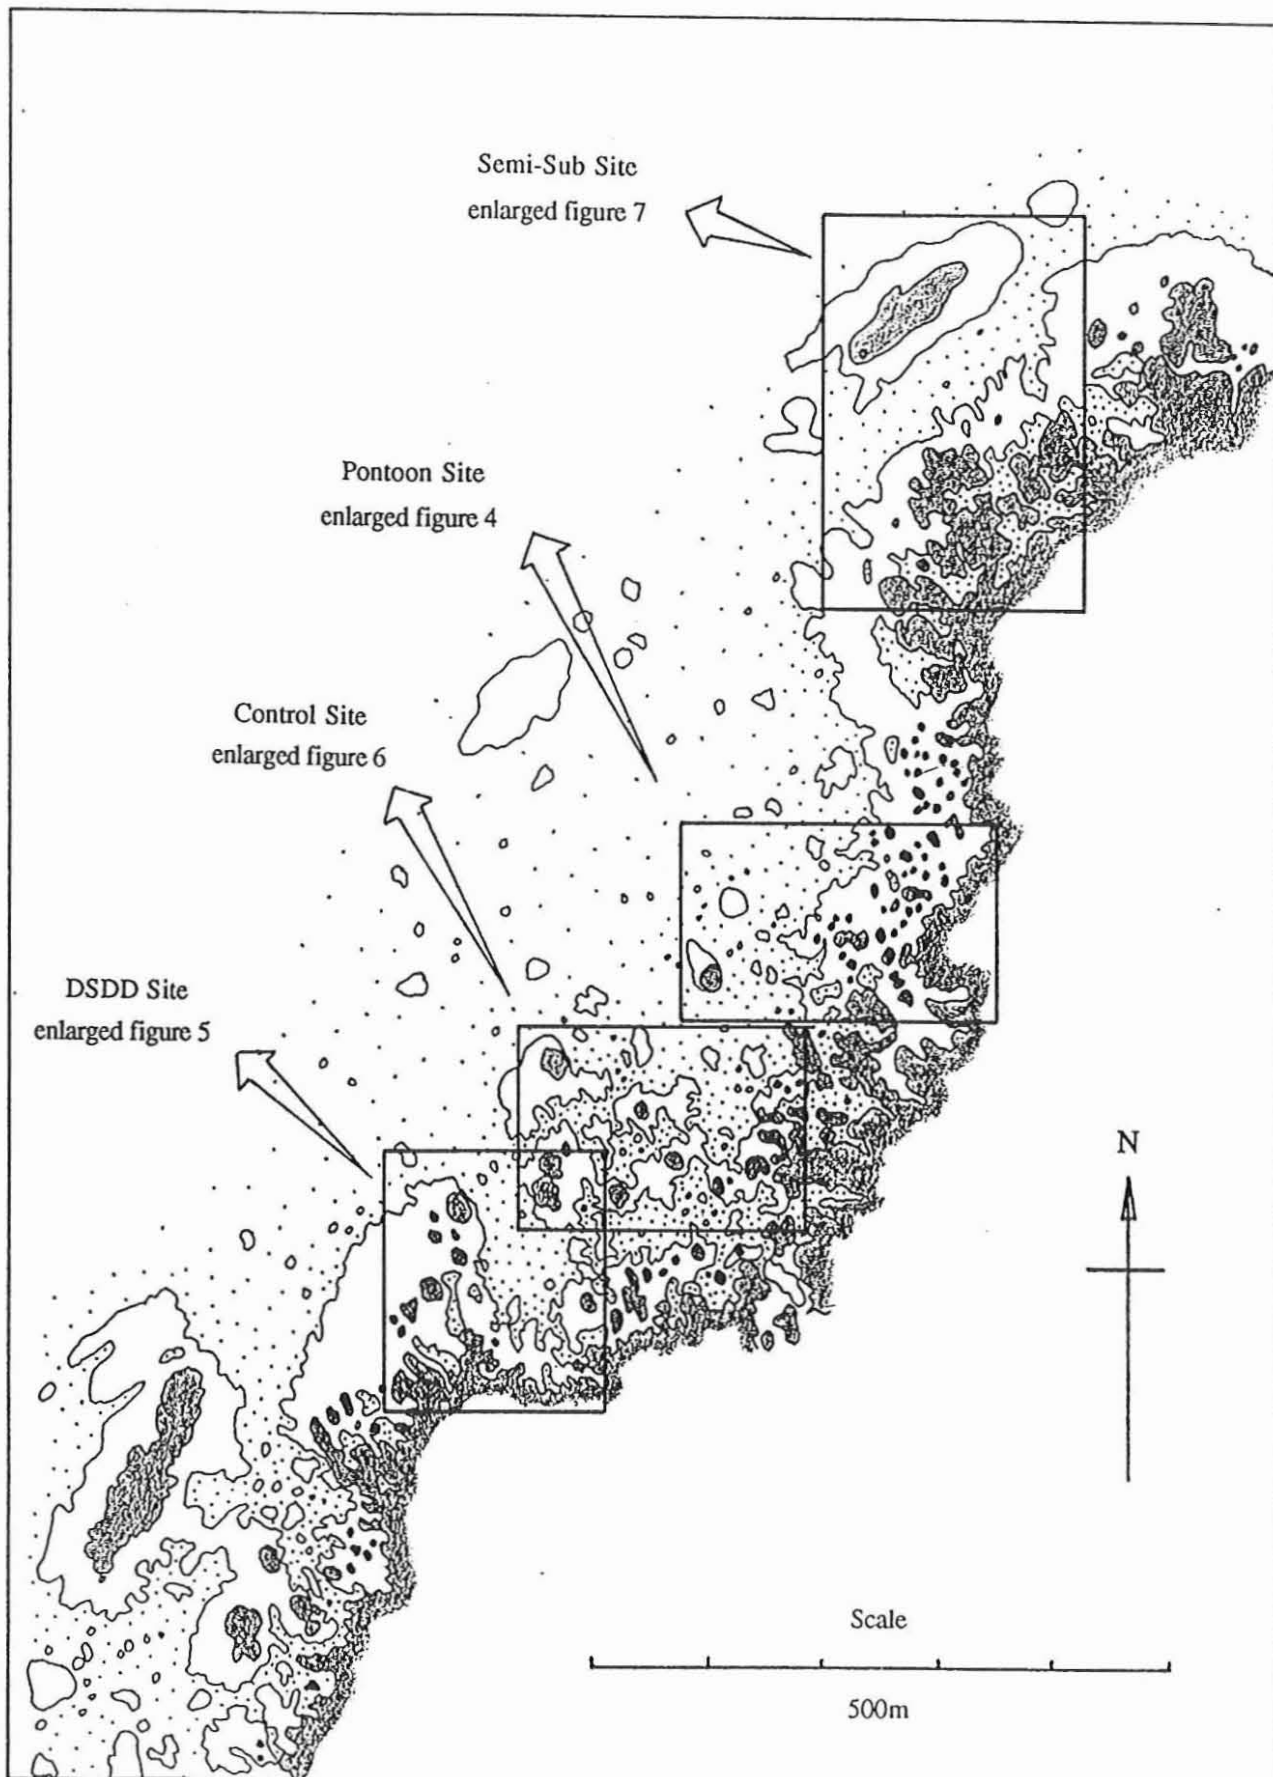 Semi-Sub Site
enlarged figure 7
Pontoon Site
enlarged figure 4
Control Site
enlarged figure 6
DSDD Site
enlarged figure 5
N
Scale
500m